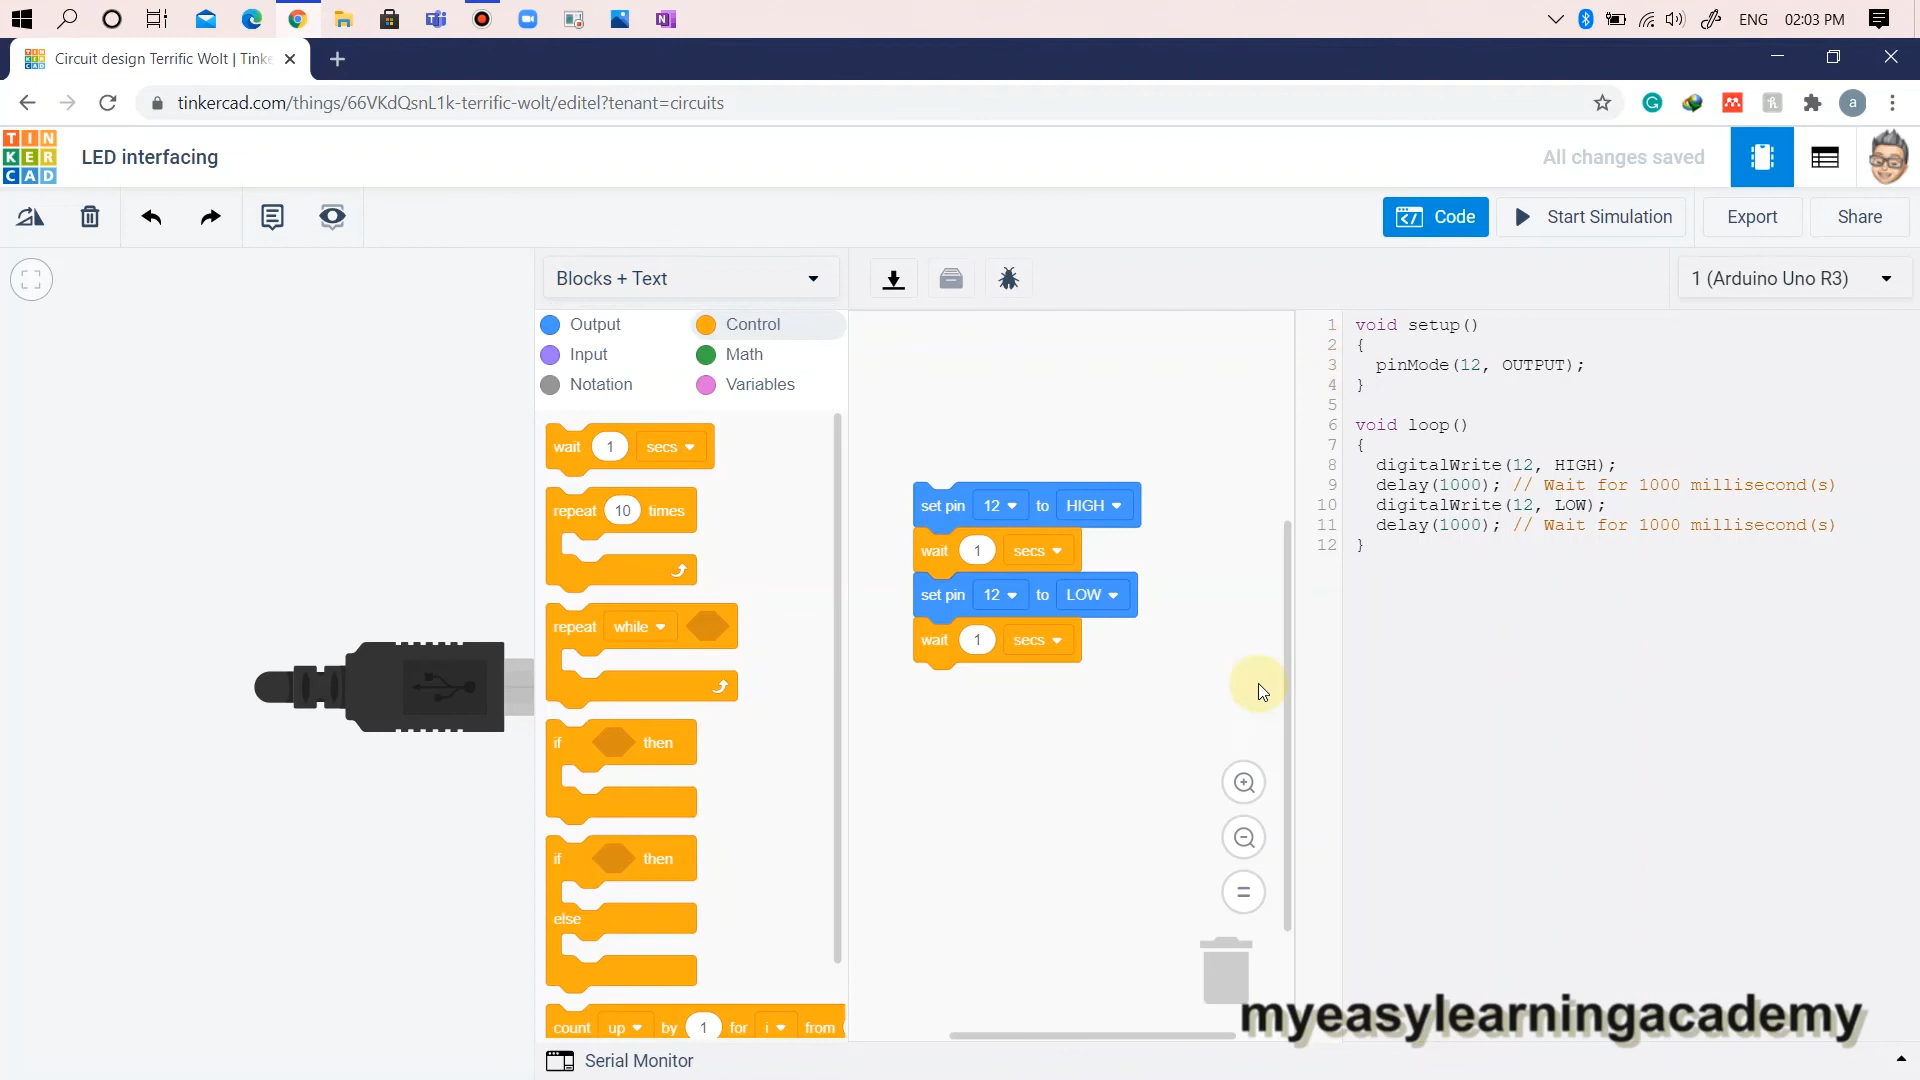 ENG
02:03 PM
Circuit design Terrific Wolt | Tinke
tinkercad.com/things/66VKdQsnL1k-terrific-wolt/editel?tenant=circuits
a
TIN
KER
CAD
LED interfacing
All changes saved
Code
Start Simulation
Export
Share
Blocks + Text
1 (Arduino Uno R3)
Output
Control
Input
Math
Notation
Variables
wait 1 secs
repeat 10 times
repeat while
if then
if then
else
count up by 1 for i from
set pin 12 to HIGH
wait 1 secs
set pin 12 to LOW
wait 1 secs
1 void setup()
2 {
3 pinMode(12, OUTPUT);
4 }
5
6 void loop()
7 {
8 digitalWrite(12, HIGH);
9 delay(1000); // Wait for 1000 millisecond(s)
10 digitalWrite(12, LOW);
11 delay(1000); // Wait for 1000 millisecond(s)
12 }
myeasylearningacademy
Serial Monitor